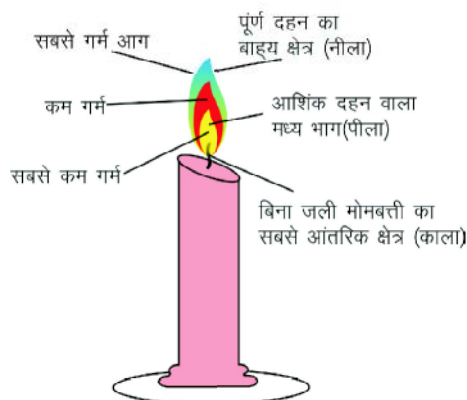 सबसे गर्म आग
पूंर्ण दहन का
बाह्य क्षेत्र (नीला)
कम गर्म
आशिंक दहन वाला
मध्य भाग(पीला)
सबसे कम गर्म
बिना जली मोमबत्ती का
सबसे आंतरिक क्षेत्र (काला)